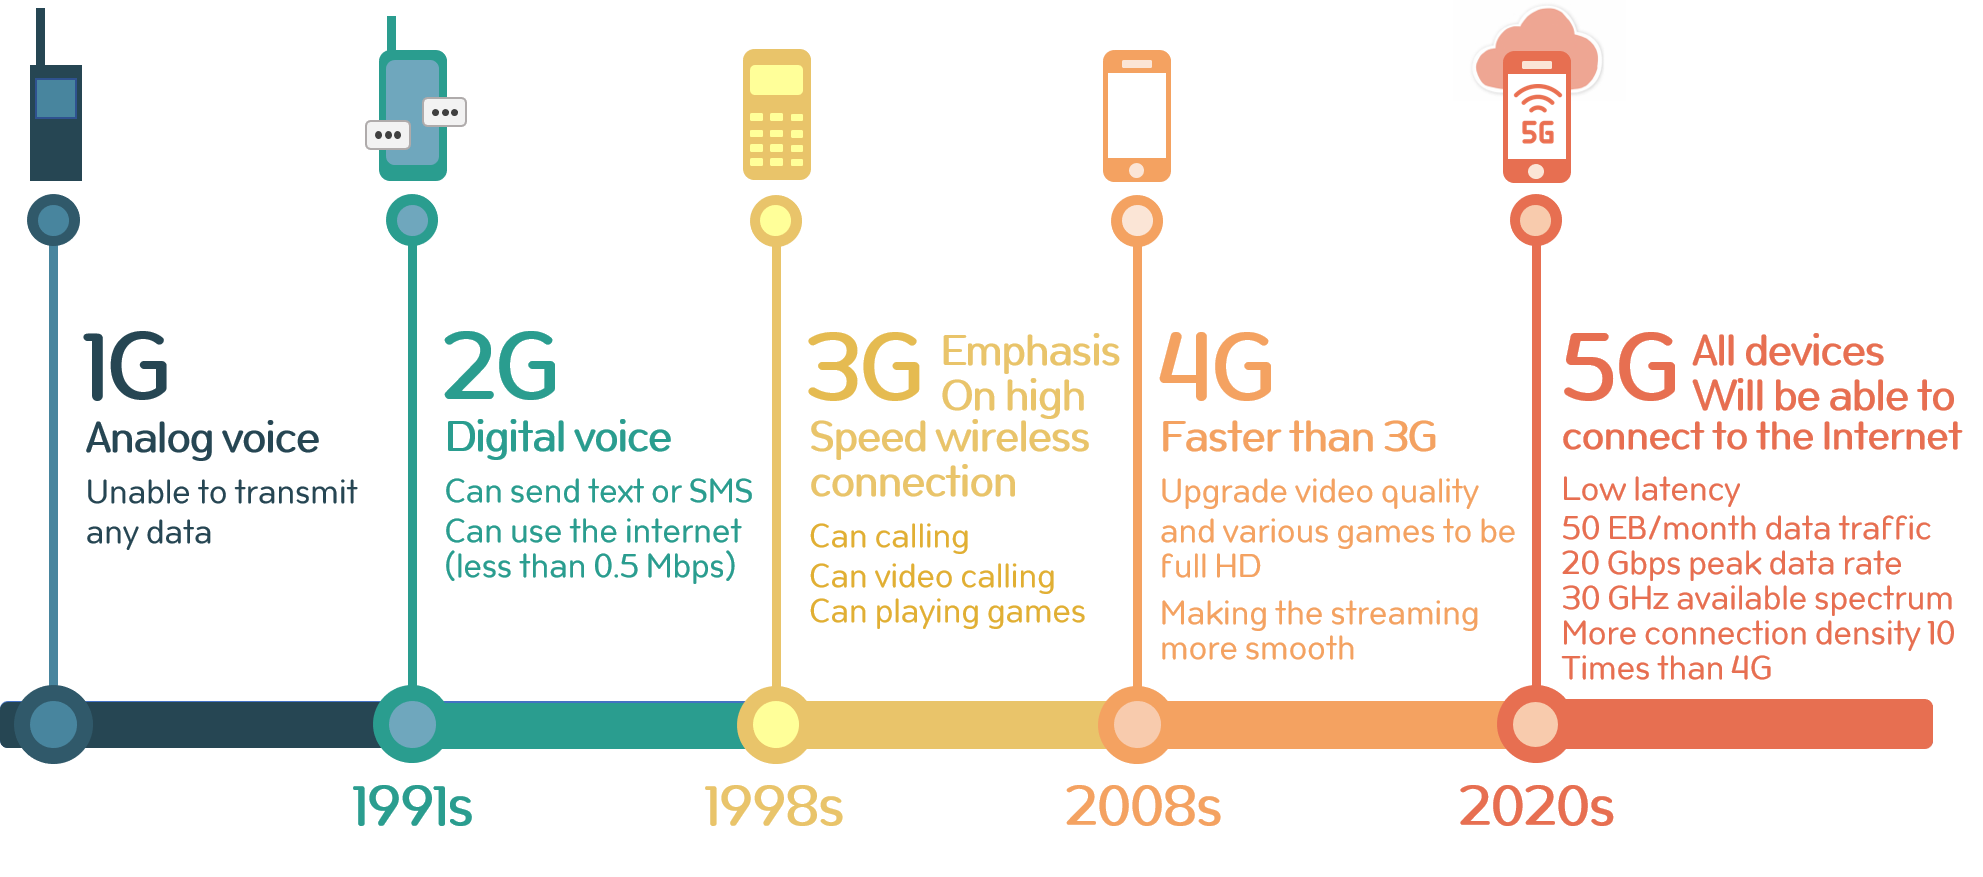 5G
1G
Analog voice
Unable to transmit
any data
2G
Digital voice
Can send text or SMS
Can use the internet
(less than 0.5 Mbps)
3G Emphasis
On high
Speed wireless
connection
Can calling
Can video calling
Can playing games
4G
Faster than 3G
Upgrade video quality
and various games to be
full HD
Making the streaming
more smooth
5G All devices
Will be able to
connect to the Internet
Low latency
50 EB/month data traffic
20 Gbps peak data rate
30 GHz available spectrum
More connection density 10
Times than 4G
1991s
1998s
2008s
2020s